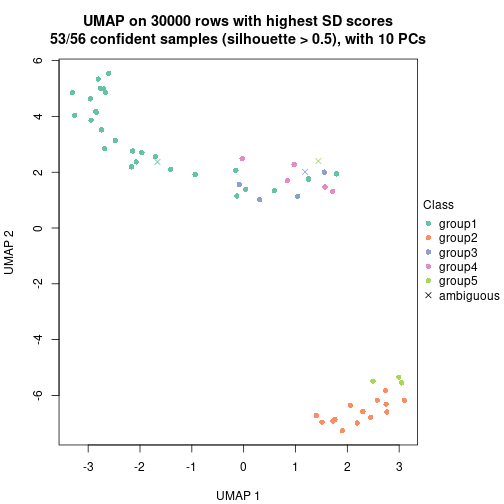 UMAP on 30000 rows with highest SD scores
53/56 confident samples (silhouette > 0.5), with 10 PCs
6
4
2
0
-2
-4
-6
UMAP 2
-3
-2
-1
0
1
2
3
UMAP 1
Class
group1
group2
group3
group4
group5
ambiguous